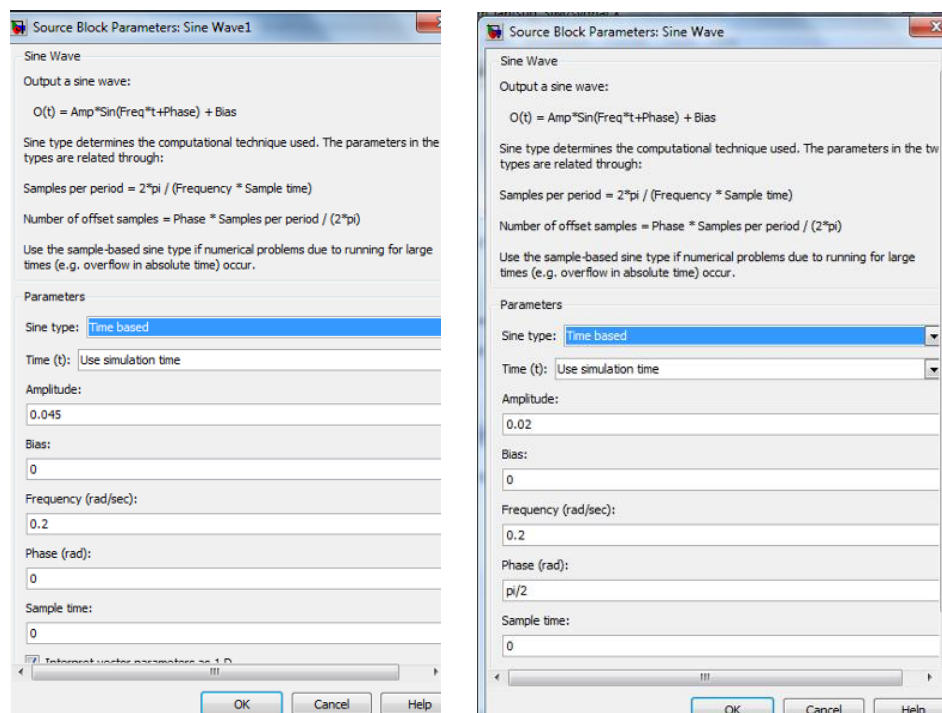 Source Block Parameters: Sine Wave1
Sine Wave
Output a sine wave:
O(t) = Amp*Sin(Freq*t+Phase) + Bias
Sine type determines the computational technique used. The parameters in the
types are related through:
Samples per period = 2*pi / (Frequency * Sample time)
Number of offset samples = Phase * Samples per period / (2*pi)
Use the sample-based sine type if numerical problems due to running for large
times (e.g. overflow in absolute time) occur.
Parameters
Sine type: Time based
Time (t): Use simulation time
Amplitude:
0.045
Bias:
0
Frequency (rad/sec):
0.2
Phase (rad):
0
Sample time:
0
Interpret vector parameters as 1-D
OK Cancel Help
Source Block Parameters: Sine Wave
Sine Wave
Output a sine wave:
O(t) = Amp*Sin(Freq*t+Phase) + Bias
Sine type determines the computational technique used. The parameters in the tw
types are related through:
Samples per period = 2*pi / (Frequency * Sample time)
Number of offset samples = Phase * Samples per period / (2*pi)
Use the sample-based sine type if numerical problems due to running for large
times (e.g. overflow in absolute time) occur.
Parameters
Sine type: Time based
Time (t): Use simulation time
Amplitude:
0.02
Bias:
0
Frequency (rad/sec):
0.2
Phase (rad):
pi/2
Sample time:
0
OK Cancel Help